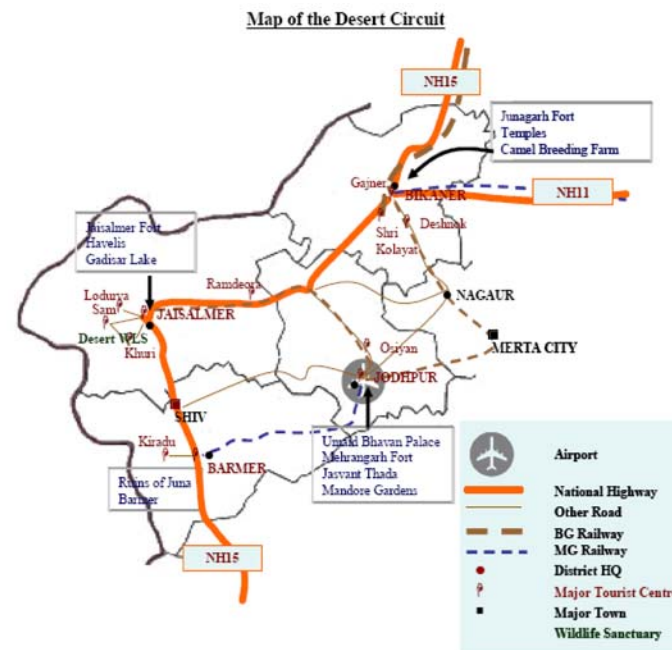 Map of the Desert Circuit
NH15
Junagarh Fort
Temples
Camel Breeding Farm
Gajner
BIKANER
NH11
Deshnok
Shri
Kolayat
Jaisalmer Fort
Havelis
Gadisar Lake
Ramdeora
NAGAUR
Lodurva
Sam
JAISALMER
Desert WLS
Khuri
Osiyan
MERTA CITY
JODHPUR
SHIV
Kiradu
BARMER
Umaid Bhavan Palace
Mehrangarh Fort
Jasvant Thada
Mandore Gardens
Ruins of Juna
Barmer
NH15
Airport
National Highway
Other Road
BG Railway
MG Railway
District HQ
Major Tourist Centre
Major Town
Wildlife Sanctuary